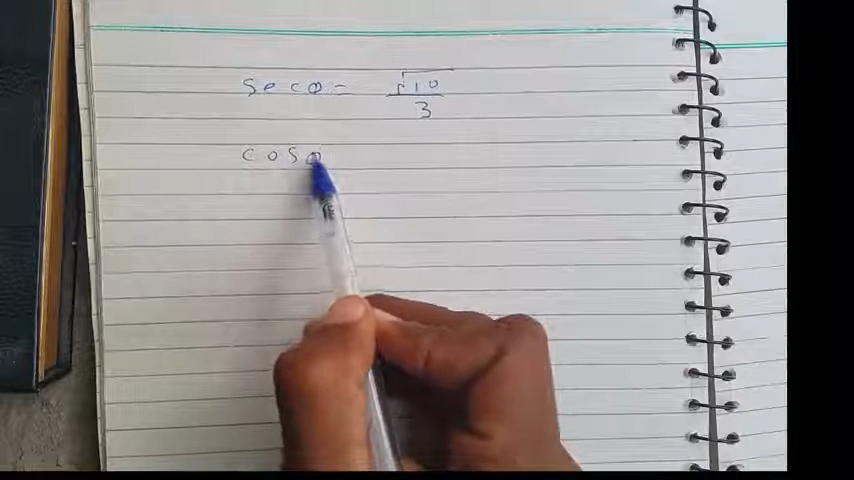 secθ = √10/3
cosθ